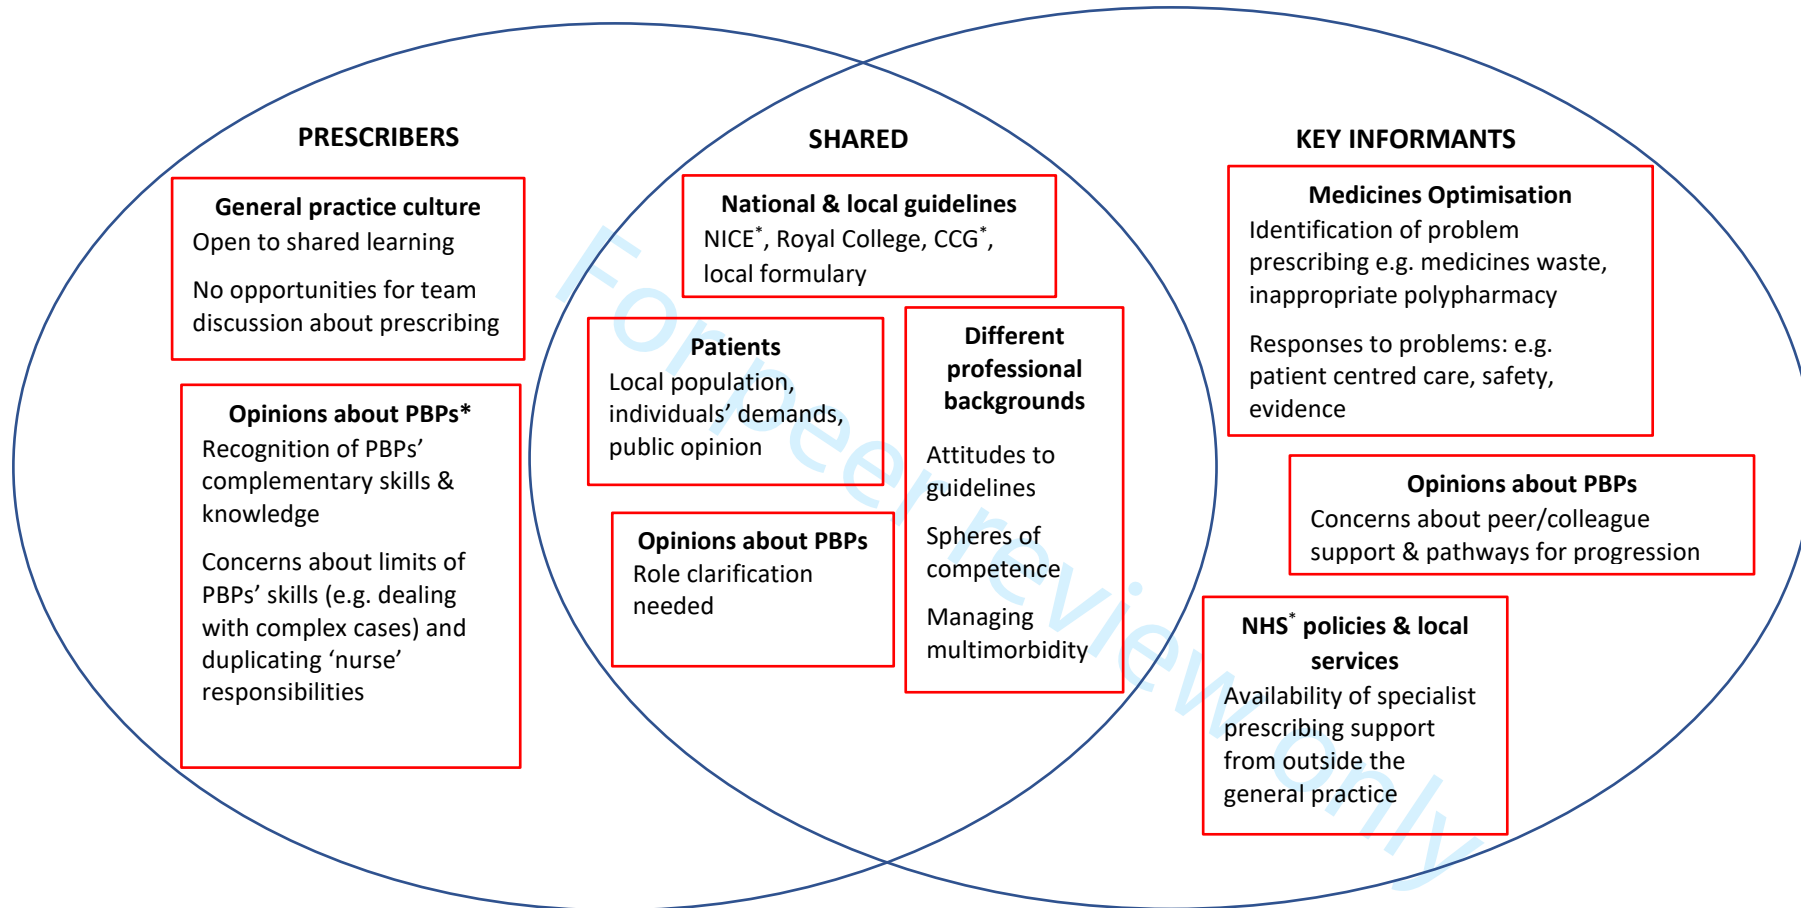 PRESCRIBERS
General practice culture
Open to shared learning
No opportunities for team
discussion about prescribing
Opinions about PBPs*
Recognition of PBPs’
complementary skills &
knowledge
Concerns about limits of
PBPs’ skills (e.g. dealing
with complex cases) and
duplicating ‘nurse’
responsibilities
SHARED
National & local guidelines
NICE*, Royal College, CCG*,
local formulary
Patients
Local population,
individuals’ demands,
public opinion
Opinions about PBPs
Role clarification
needed
Different
professional
backgrounds
Attitudes to
guidelines
Spheres of
competence
Managing
multimorbidity
KEY INFORMANTS
Medicines Optimisation
Identification of problem
prescribing e.g. medicines waste,
inappropriate polypharmacy
Responses to problems: e.g.
patient centred care, safety,
evidence
Opinions about PBPs
Concerns about peer/colleague
support & pathways for progression
NHS* policies & local
services
Availability of specialist
prescribing support
from outside the
general practice
For peer review only